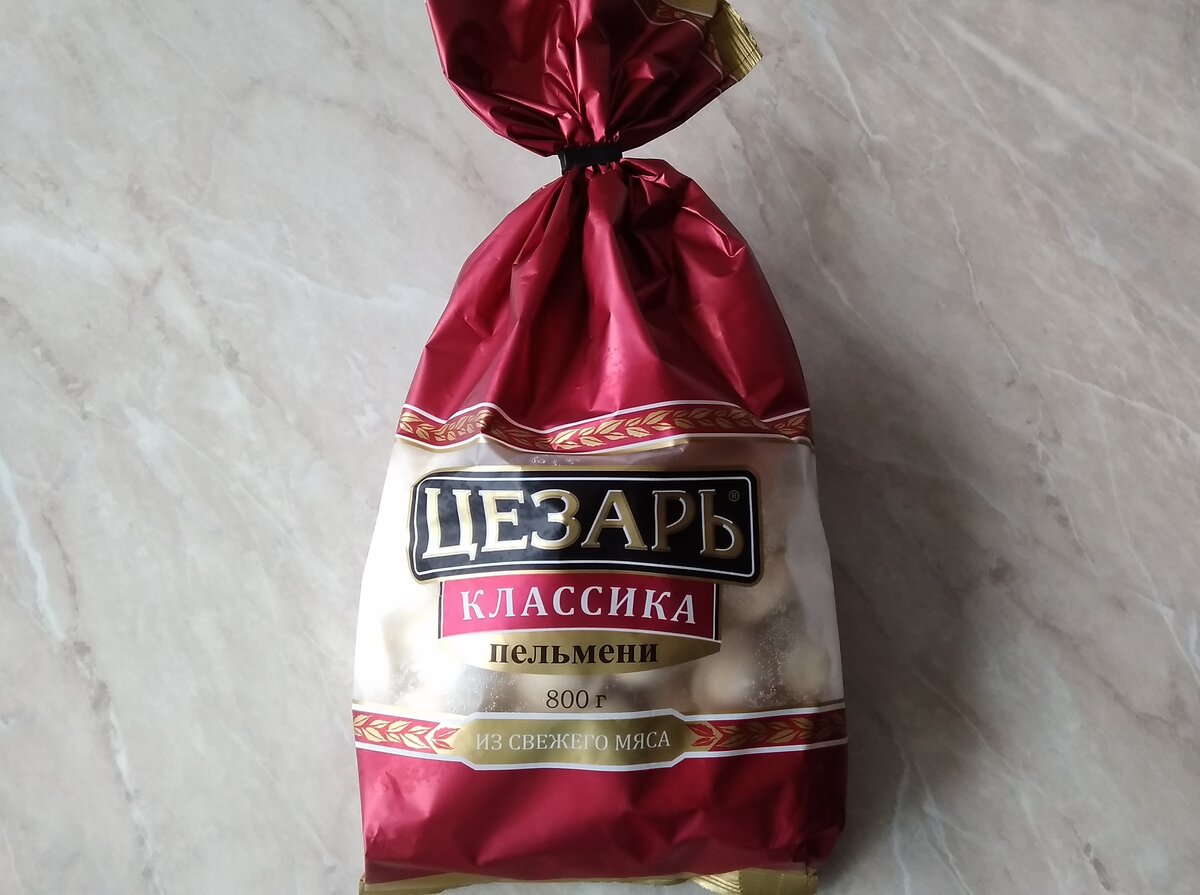 ЦЕЗАРЬ®
КЛАССИКА
пельмени
800 г
ИЗ СВЕЖЕГО МЯСА